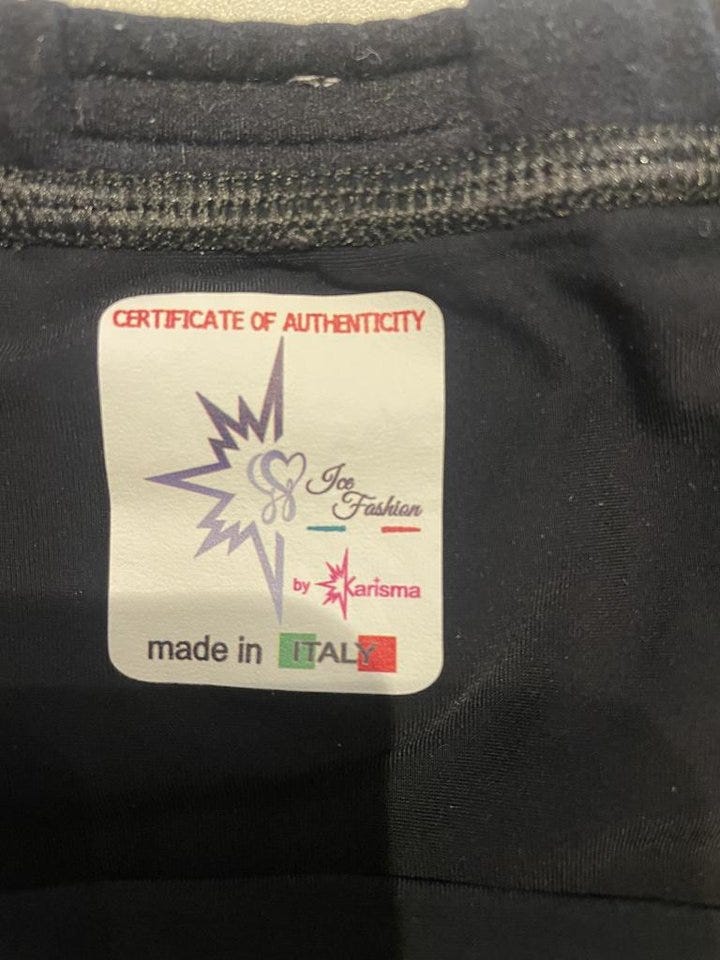 CERTIFICATE OF AUTHENTICITY
Ice
Fashion
by Karisma
made in ITALY